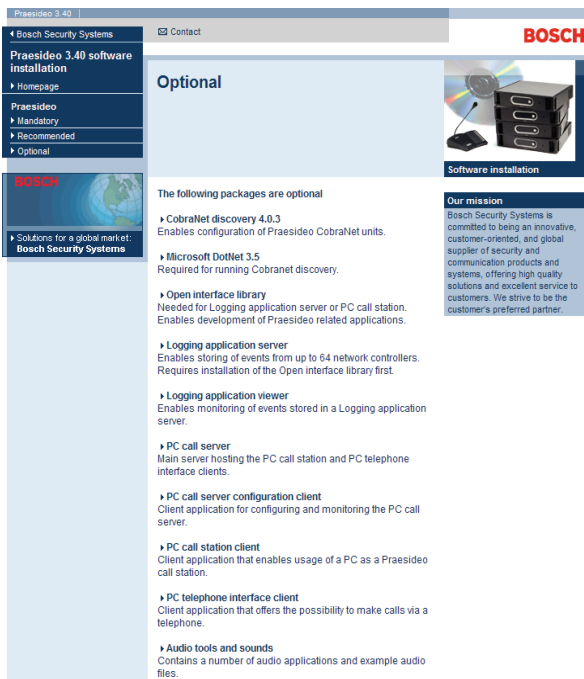 Praesideo 3.40
Bosch Security Systems
Contact
BOSCH
Praesideo 3.40 software
installation
Homepage
Praesideo
Mandatory
Recommended
Optional
BOSCH
Solutions for a global market:
Bosch Security Systems
Optional
The following packages are optional
CobraNet discovery 4.0.3
Enables configuration of Praesideo CobraNet units.
Microsoft DotNet 3.5
Required for running Cobranet discovery.
Open interface library
Needed for Logging application server or PC call station.
Enables development of Praesideo related applications.
Logging application server
Enables storing of events from up to 64 network controllers.
Requires installation of the Open interface library first.
Logging application viewer
Enables monitoring of events stored in a Logging application
server.
PC call server
Main server hosting the PC call station and PC telephone
interface clients.
PC call server configuration client
Client application for configuring and monitoring the PC call
server.
PC call station client
Client application that enables usage of a PC as a Praesideo
call station.
PC telephone interface client
Client application that offers the possibility to make calls via a
telephone.
Audio tools and sounds
Contains a number of audio applications and example audio
files.
Software installation
Our mission
Bosch Security Systems is
committed to being an innovative,
customer-oriented, and global
supplier of security and
communication products and
systems, offering high quality
solutions and excellent service to
customers. We strive to be the
customer's preferred partner.